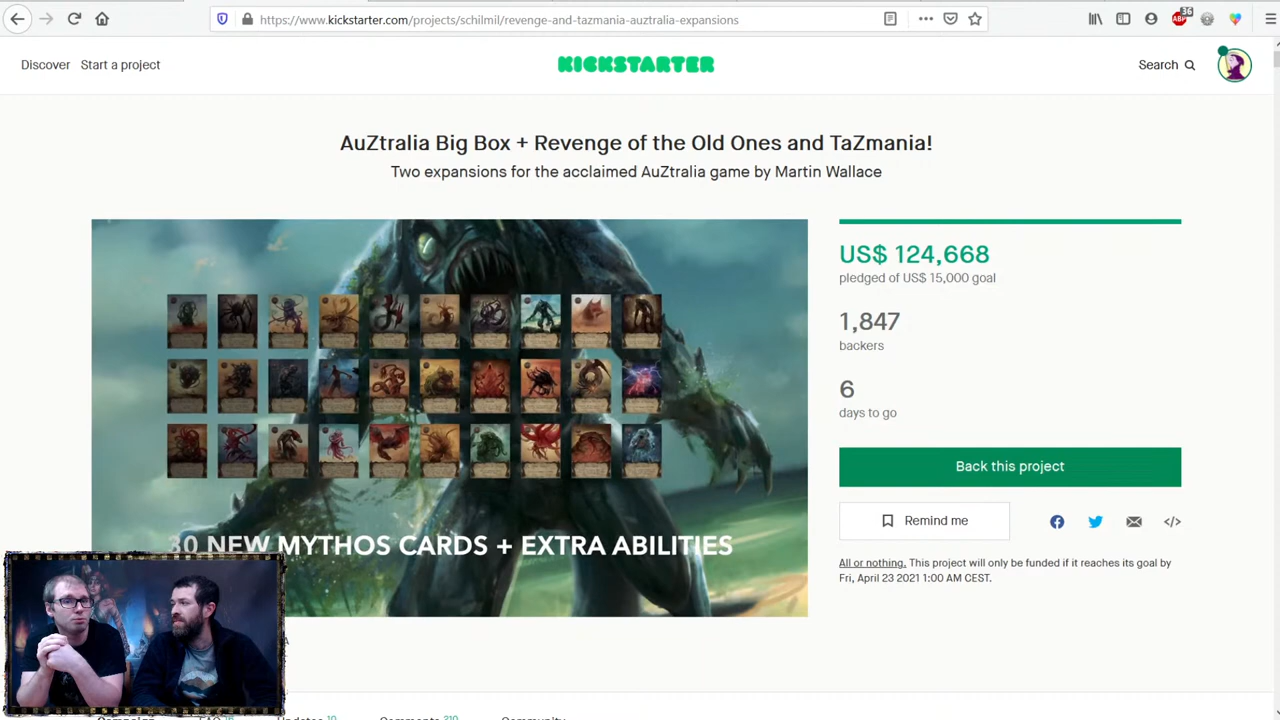 https://www.kickstarter.com/projects/schilmil/revenge-and-tazmania-auztralia-expansions
36
Discover Start a project
KICKSTARTER
Search
AuZtralia Big Box + Revenge of the Old Ones and TaZmania!
Two expansions for the acclaimed AuZtralia game by Martin Wallace
30 NEW MYTHOS CARDS + EXTRA ABILITIES
US$ 124,668
pledged of US$ 15,000 goal
1,847
backers
6
days to go
Back this project
Remind me
All or nothing. This project will only be funded if it reaches its goal by
Fri, April 23 2021 1:00 AM CEST.
Campaign FAQ Updates Comments Community